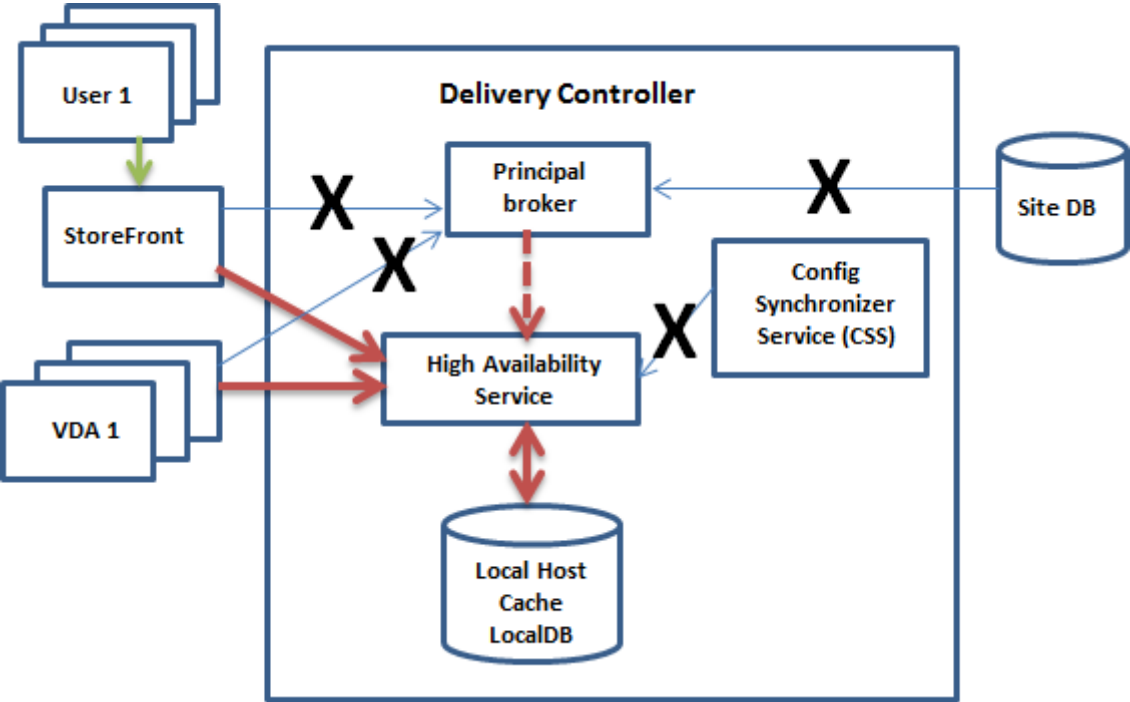 User 1
Delivery Controller
Principal
broker
X
X
StoreFront
Site DB
X
Config
Synchronizer
Service (CSS)
X
High Availability
Service
VDA 1
Local Host
Cache
LocalDB